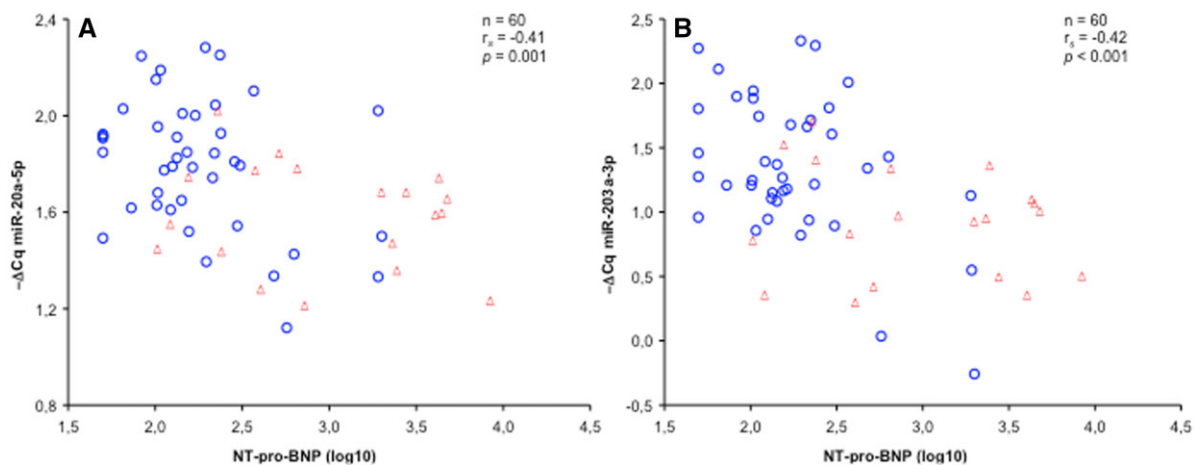 A
n = 60
rs = -0.41
p = 0.001
2,4
2,0
1,6
1,2
0,8
−ΔCq miR-20a-5p
1,5 2,0 2,5 3,0 3,5 4,0 4,5
NT-pro-BNP (log10)
B
n = 60
rs = -0.42
p < 0.001
2,5
2,0
1,5
1,0
0,5
0,0
-0,5
−ΔCq miR-203a-3p
1,5 2,0 2,5 3,0 3,5 4,0 4,5
NT-pro-BNP (log10)